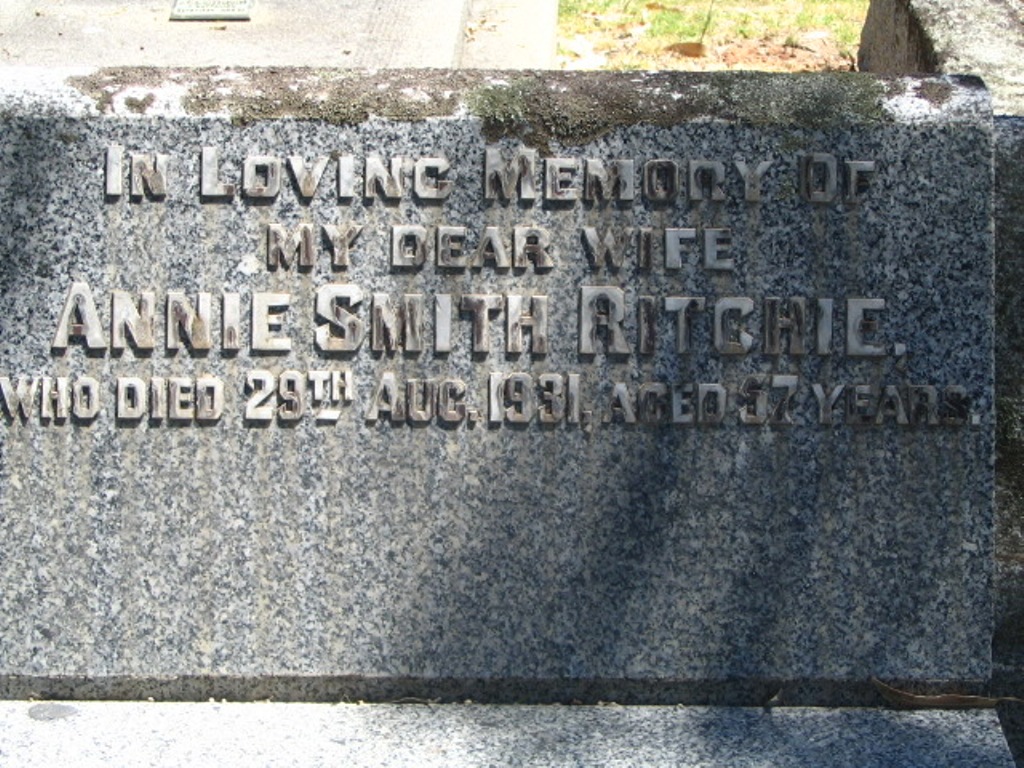 IN LOVING MEMORY OF
MY DEAR WIFE
ANNIE SMITH RITCHIE,
WHO DIED 29TH AUG. 1931, AGED 57 YEARS.